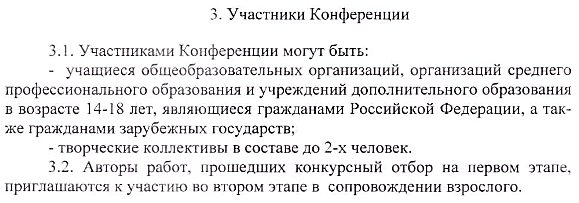 3. Участники Конференции
3.1. Участниками Конференции могут быть:
- учащиеся общеобразовательных организаций, организаций среднего
профессионального образования и учреждений дополнительного образования
в возрасте 14-18 лет, являющиеся гражданами Российской Федерации, а так-
же гражданами зарубежных государств;
- творческие коллективы в составе до 2-х человек.
3.2. Авторы работ, прошедших конкурсный отбор на первом этапе,
приглашаются к участию во втором этапе в сопровождении взрослого.